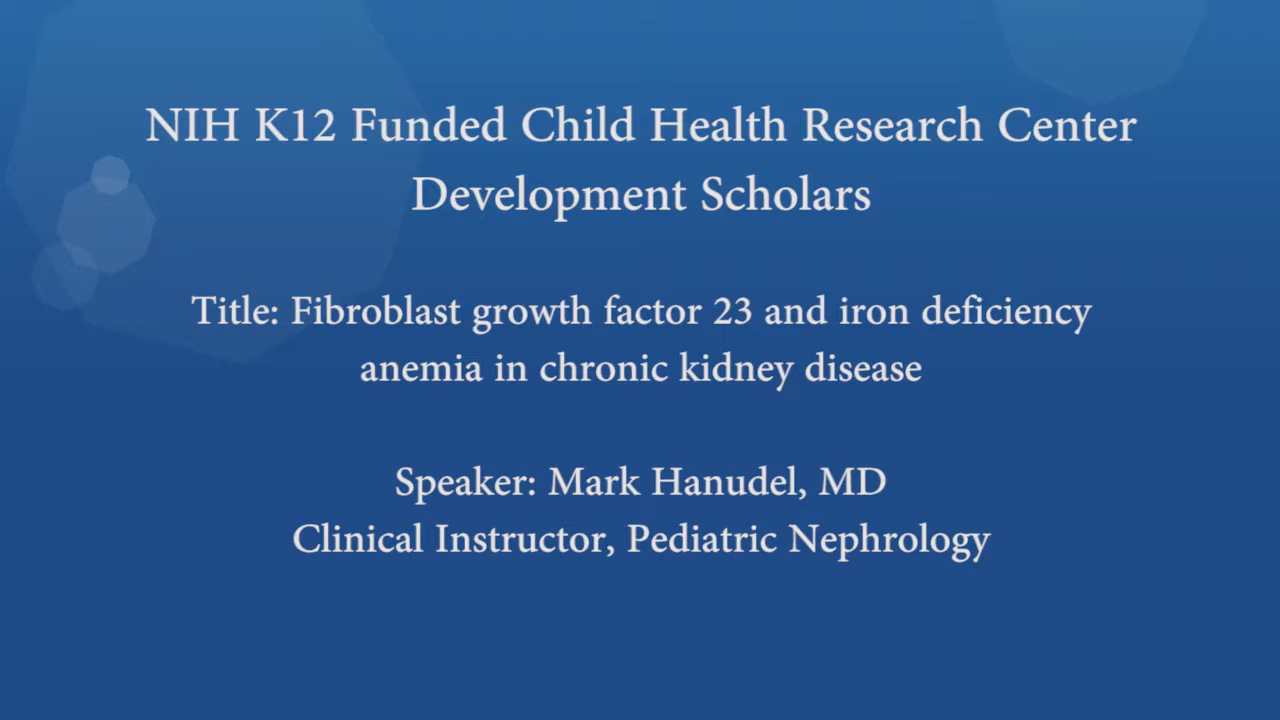 NIH K12 Funded Child Health Research Center
Development Scholars
Title: Fibroblast growth factor 23 and iron deficiency
anemia in chronic kidney disease
Speaker: Mark Hanudel, MD
Clinical Instructor, Pediatric Nephrology